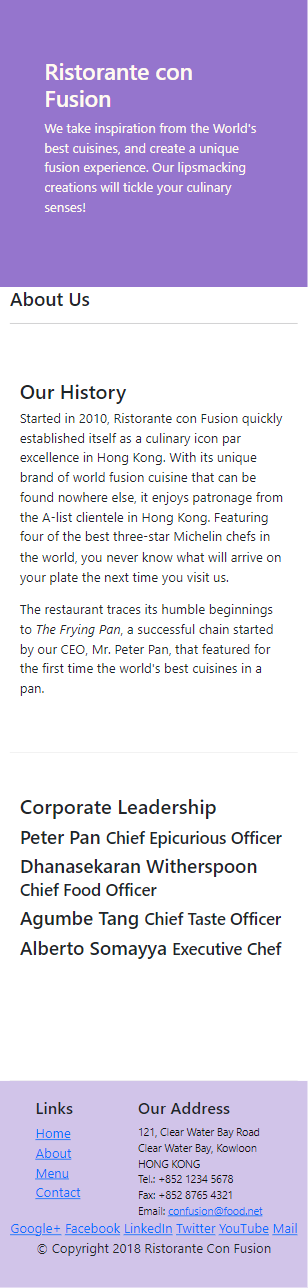 Ristorante con
Fusion
We take inspiration from the World's
best cuisines, and create a unique
fusion experience. Our lipsmacking
creations will tickle your culinary
senses!
About Us
Our History
Started in 2010, Ristorante con Fusion quickly
established itself as a culinary icon par
excellence in Hong Kong. With its unique
brand of world fusion cuisine that can be
found nowhere else, it enjoys patronage from
the A-list clientele in Hong Kong. Featuring
four of the best three-star Michelin chefs in
the world, you never know what will arrive on
your plate the next time you visit us.
The restaurant traces its humble beginnings
to The Frying Pan, a successful chain started
by our CEO, Mr. Peter Pan, that featured for
the first time the world's best cuisines in a
pan.
Corporate Leadership
Peter Pan Chief Epicurious Officer
Dhanasekaran Witherspoon
Chief Food Officer
Agumbe Tang Chief Taste Officer
Alberto Somayya Executive Chef
Links
Home
About
Menu
Contact
Our Address
121, Clear Water Bay Road
Clear Water Bay, Kowloon
HONG KONG
Tel.: +852 1234 5678
Fax: +852 8765 4321
Email: confusion@food.net
Google+ Facebook LinkedIn Twitter YouTube Mail
© Copyright 2018 Ristorante Con Fusion